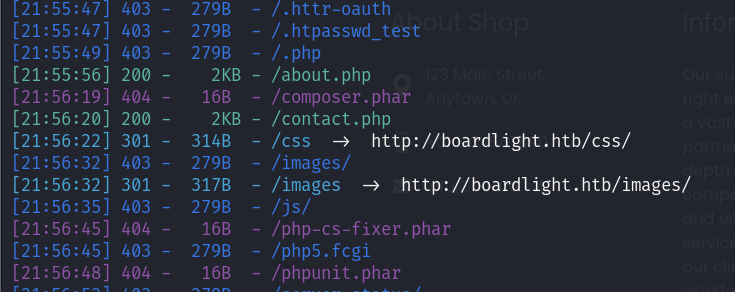 [21:55:47] 403 - 279B - /.httr-oauth
[21:55:47] 403 - 279B - /.htpasswd_test
[21:55:49] 403 - 279B - /.php
[21:55:56] 200 - 2KB - /about.php
[21:56:19] 404 - 16B - /composer.phar
[21:56:20] 200 - 2KB - /contact.php
[21:56:22] 301 - 314B - /css -> http://boardlight.htb/css/
[21:56:32] 403 - 279B - /images/
[21:56:32] 301 - 317B - /images -> http://boardlight.htb/images/
[21:56:35] 403 - 279B - /js/
[21:56:45] 404 - 16B - /php-cs-fixer.phar
[21:56:45] 403 - 279B - /php5.fcgi
[21:56:48] 404 - 16B - /phpunit.phar
About Shop
123 Main Street,
Anytown, UK
Our su
right e
a vast
partne
depth
compe
and er
service
our cli